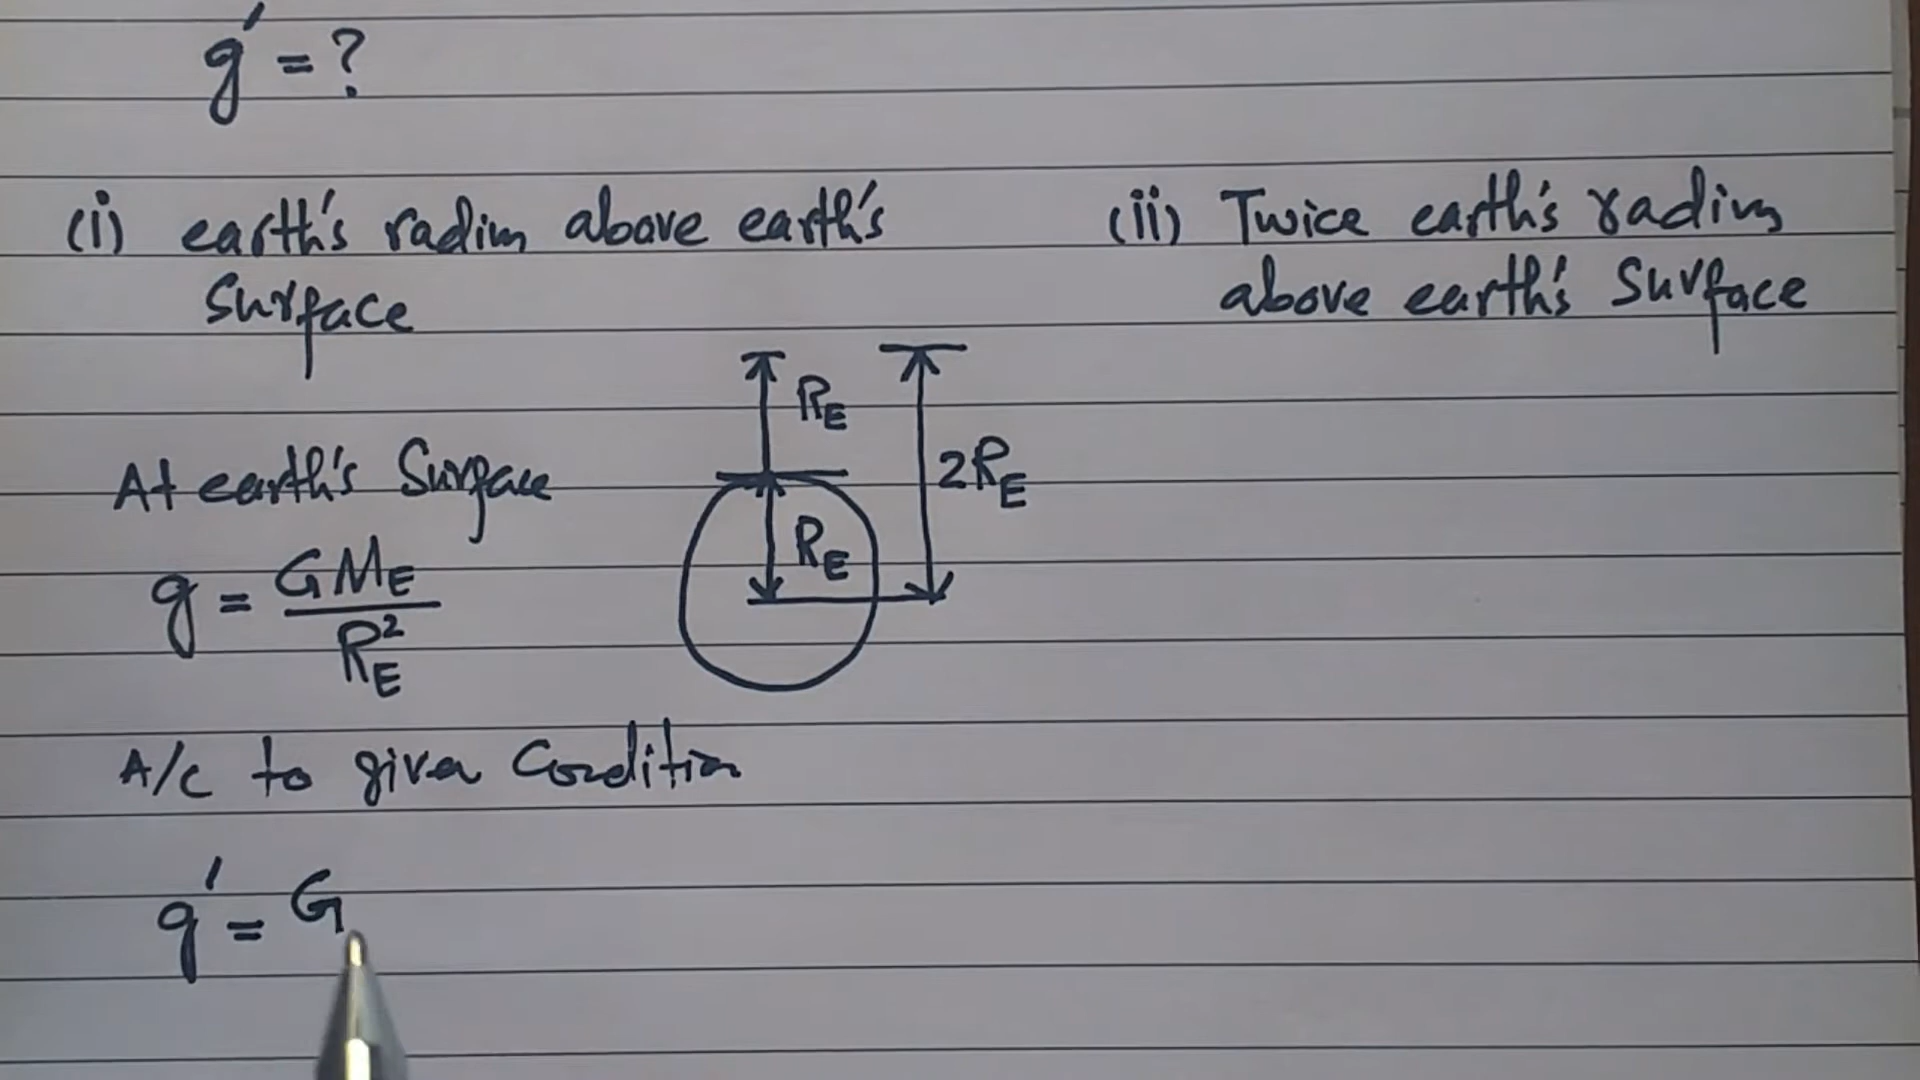 g' = ?
(i) earth's radius above earth's
surface
(ii) Twice earth's radius
above earth's surface
R_E
2R_E
At earth's Surface
R_E
g = GM_E / R_E^2
A/c to given Condition
g' = G